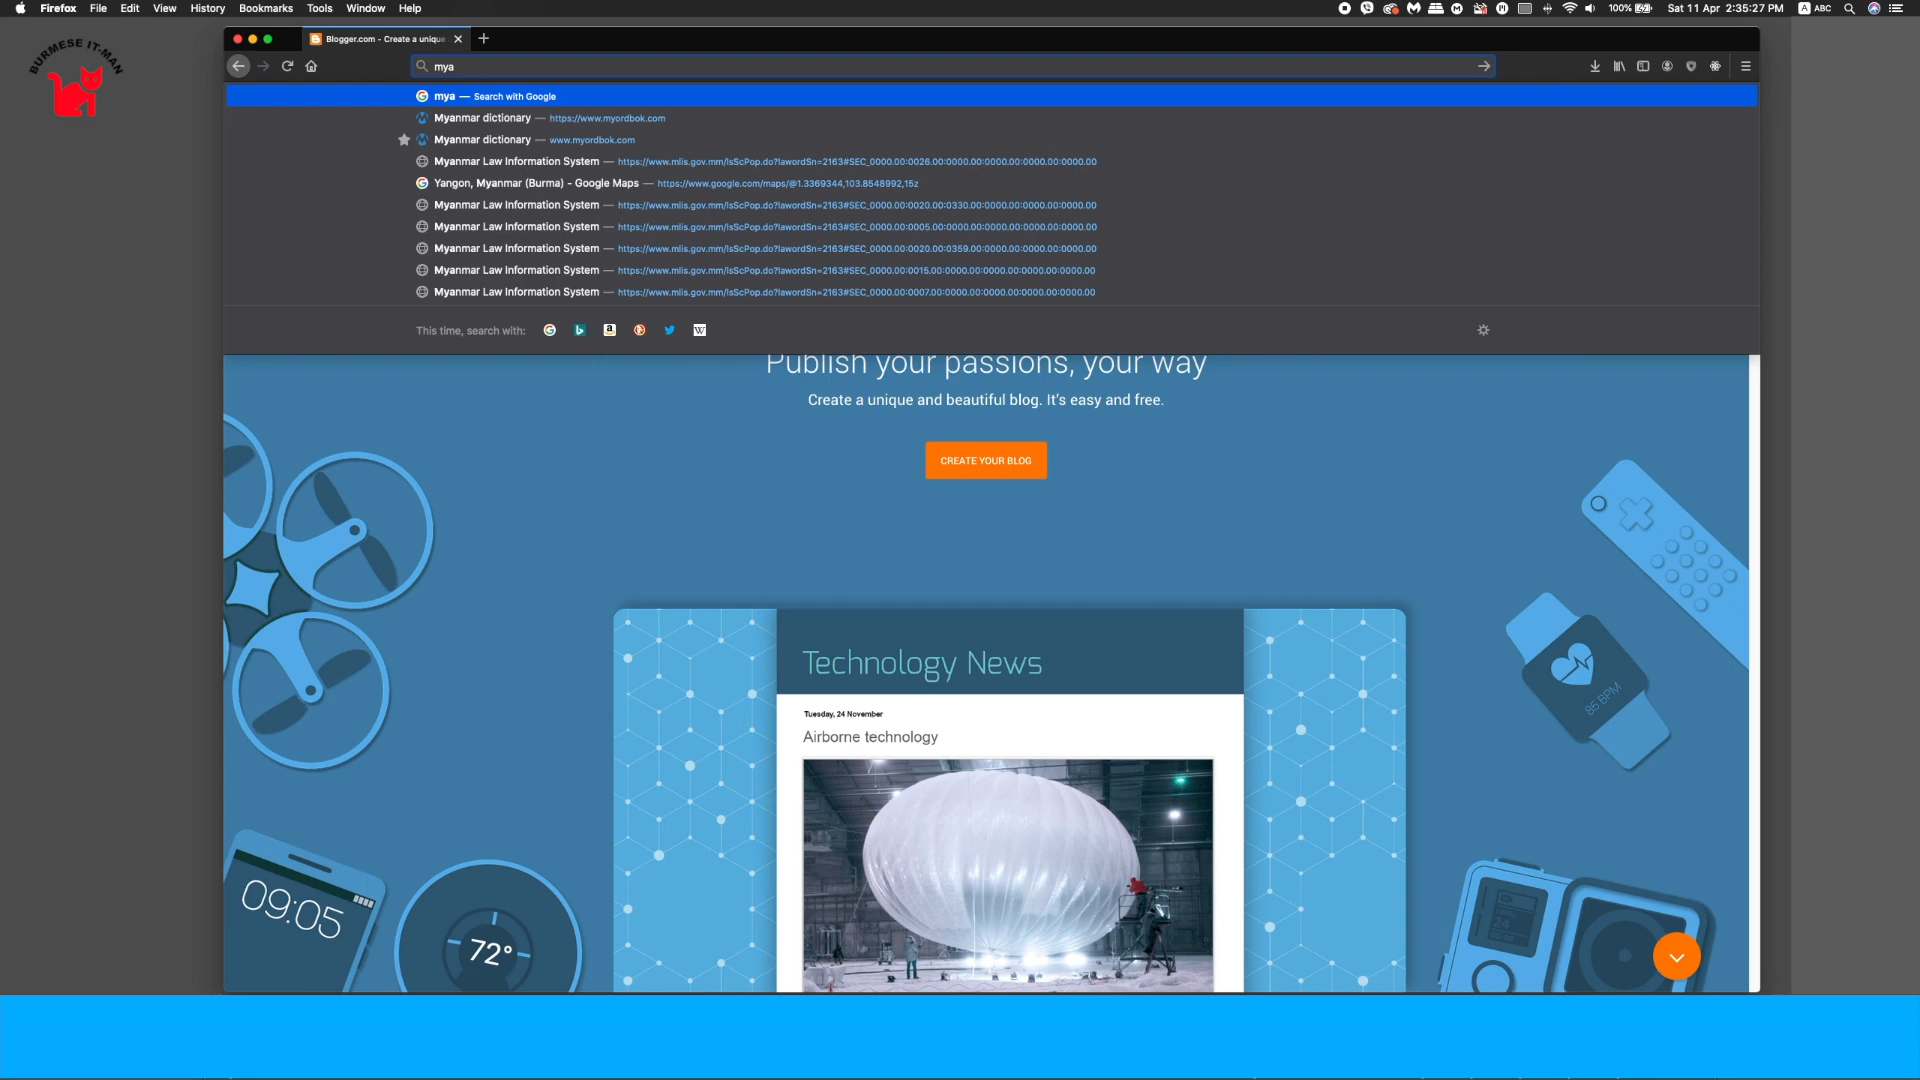 Firefox File Edit View History Bookmarks Tools Window Help 100% Sat 11 Apr 2:35:27 PM A ABC
BURMESE IT-MAN
Blogger.com - Create a unique
mya
mya — Search with Google
Myanmar dictionary — https://www.myordbok.com
Myanmar dictionary — www.myordbok.com
Myanmar Law Information System — https://www.mlis.gov.mm/lsScPop.do?lawordSn=2163#SEC_0000.00:0026.00:0000.00:0000.00:0000.00:0000.00
Yangon, Myanmar (Burma) - Google Maps — https://www.google.com/maps/@1.3369344,103.8548992,15z
Myanmar Law Information System — https://www.mlis.gov.mm/lsScPop.do?lawordSn=2163#SEC_0000.00:0020.00:0330.00:0000.00:0000.00:0000.00
Myanmar Law Information System — https://www.mlis.gov.mm/lsScPop.do?lawordSn=2163#SEC_0000.00:0005.00:0000.00:0000.00:0000.00:0000.00
Myanmar Law Information System — https://www.mlis.gov.mm/lsScPop.do?lawordSn=2163#SEC_0000.00:0020.00:0359.00:0000.00:0000.00:0000.00
Myanmar Law Information System — https://www.mlis.gov.mm/lsScPop.do?lawordSn=2163#SEC_0000.00:0015.00:0000.00:0000.00:0000.00:0000.00
Myanmar Law Information System — https://www.mlis.gov.mm/lsScPop.do?lawordSn=2163#SEC_0000.00:0007.00:0000.00:0000.00:0000.00:0000.00
This time, search with:
Publish your passions, your way
Create a unique and beautiful blog. It's easy and free.
CREATE YOUR BLOG
Technology News
85 BPM
Tuesday, 24 November
Airborne technology
09:05
72°